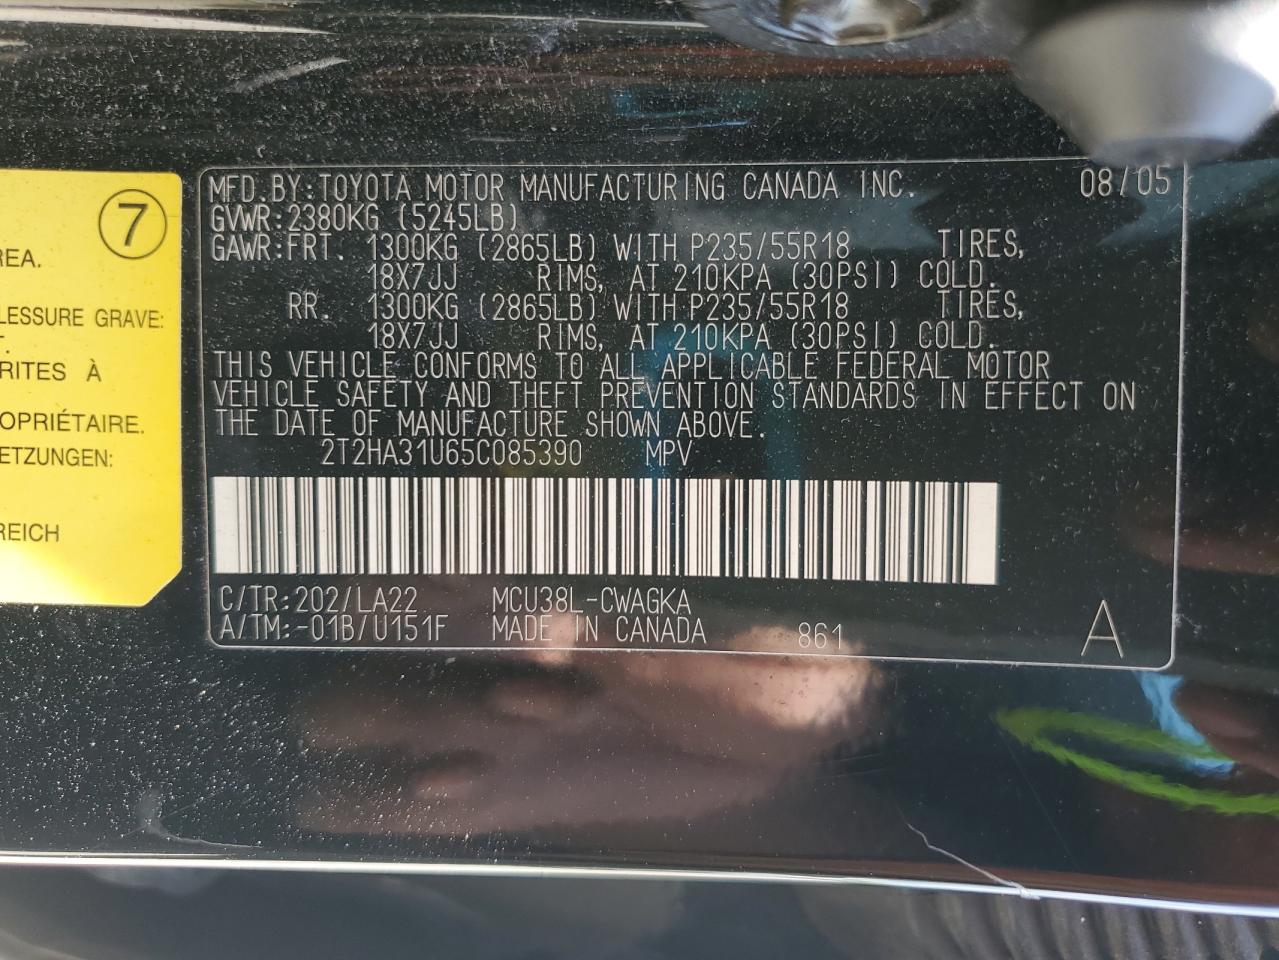 7
REA.
LESSURE GRAVE:
T.
RITES À
OPRIÉTAIRE.
ETZUNGEN:
REICH
MFD.BY:TOYOTA MOTOR MANUFACTURING CANADA INC. 08/05
GVWR:2380KG (5245LB)
GAWR:FRT. 1300KG (2865LB) WITH P235/55R18 TIRES,
18X7JJ RIMS, AT 210KPA (30PSI) COLD.
RR. 1300KG (2865LB) WITH P235/55R18 TIRES,
18X7JJ RIMS, AT 210KPA (30PSI) COLD.
THIS VEHICLE CONFORMS TO ALL APPLICABLE FEDERAL MOTOR
VEHICLE SAFETY AND THEFT PREVENTION STANDARDS IN EFFECT ON
THE DATE OF MANUFACTURE SHOWN ABOVE.
2T2HA31U65C085390 MPV
C/TR:202/LA22 MCU38L-CWAGKA
A/TM:-01B/U151F MADE IN CANADA 861 A